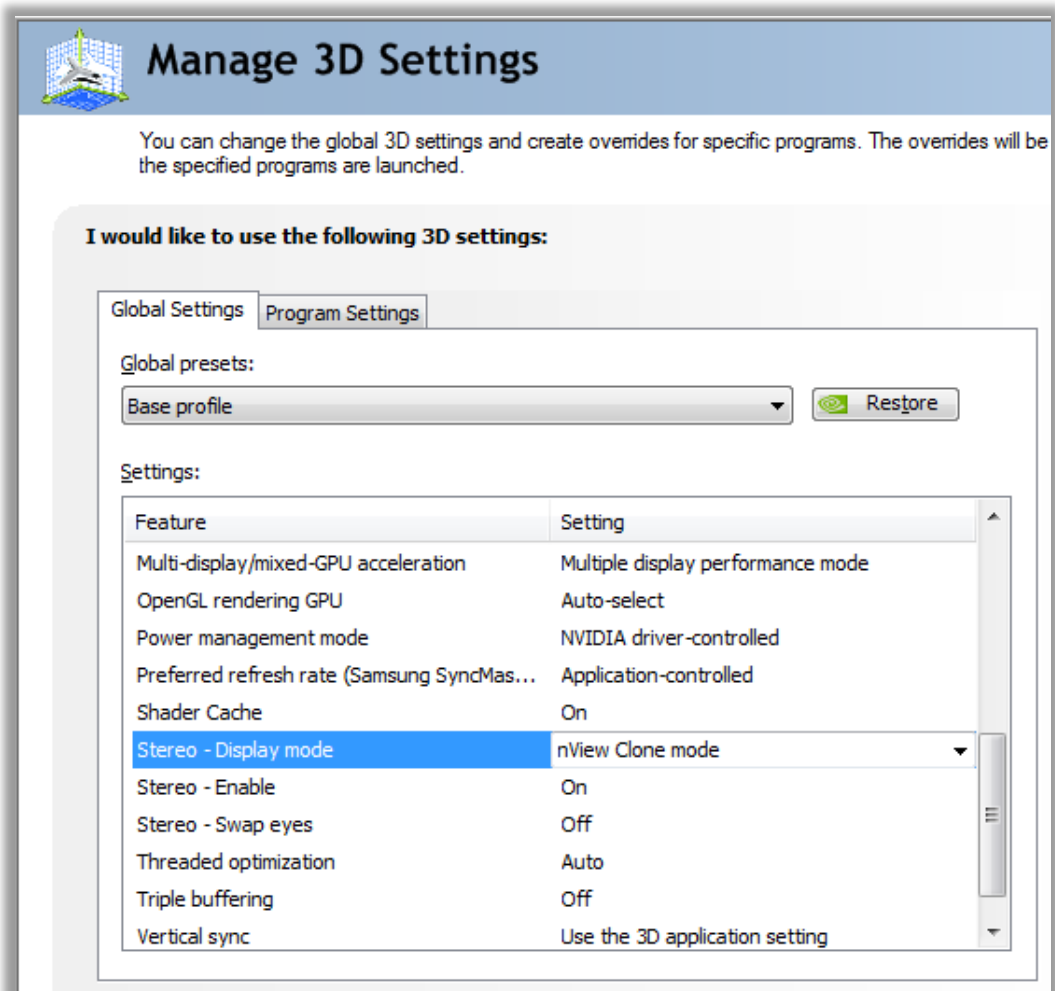 Manage 3D Settings
You can change the global 3D settings and create overrides for specific programs. The overrides will be
the specified programs are launched.
I would like to use the following 3D settings:
Global Settings Program Settings
Global presets:
Base profile Restore
Settings:
Feature Setting
Multi-display/mixed-GPU acceleration Multiple display performance mode
OpenGL rendering GPU Auto-select
Power management mode NVIDIA driver-controlled
Preferred refresh rate (Samsung SyncMas... Application-controlled
Shader Cache On
Stereo - Display mode nView Clone mode
Stereo - Enable On
Stereo - Swap eyes Off
Threaded optimization Auto
Triple buffering Off
Vertical sync Use the 3D application setting